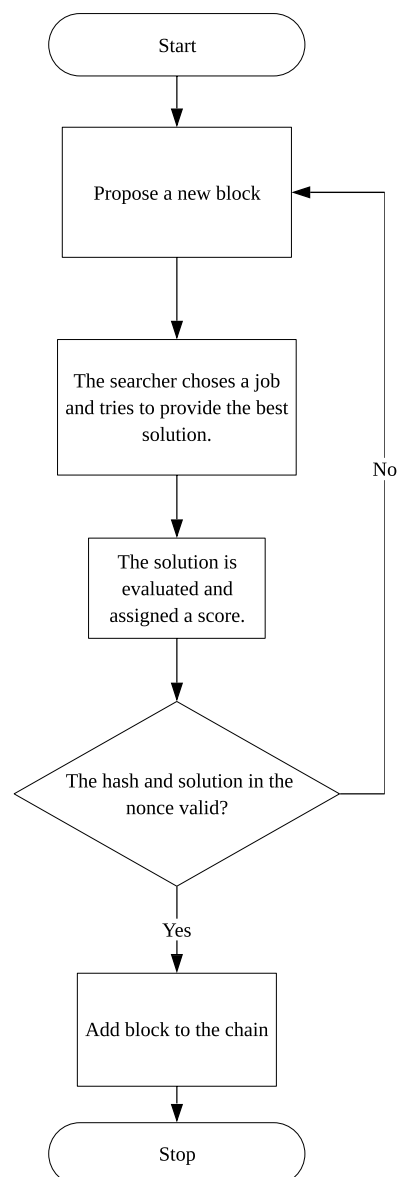 Start
Propose a new block
The searcher choses a job
and tries to provide the best
solution.
No
The solution is
evaluated and
assigned a score.
The hash and solution in the
nonce valid?
Yes
Add block to the chain
Stop